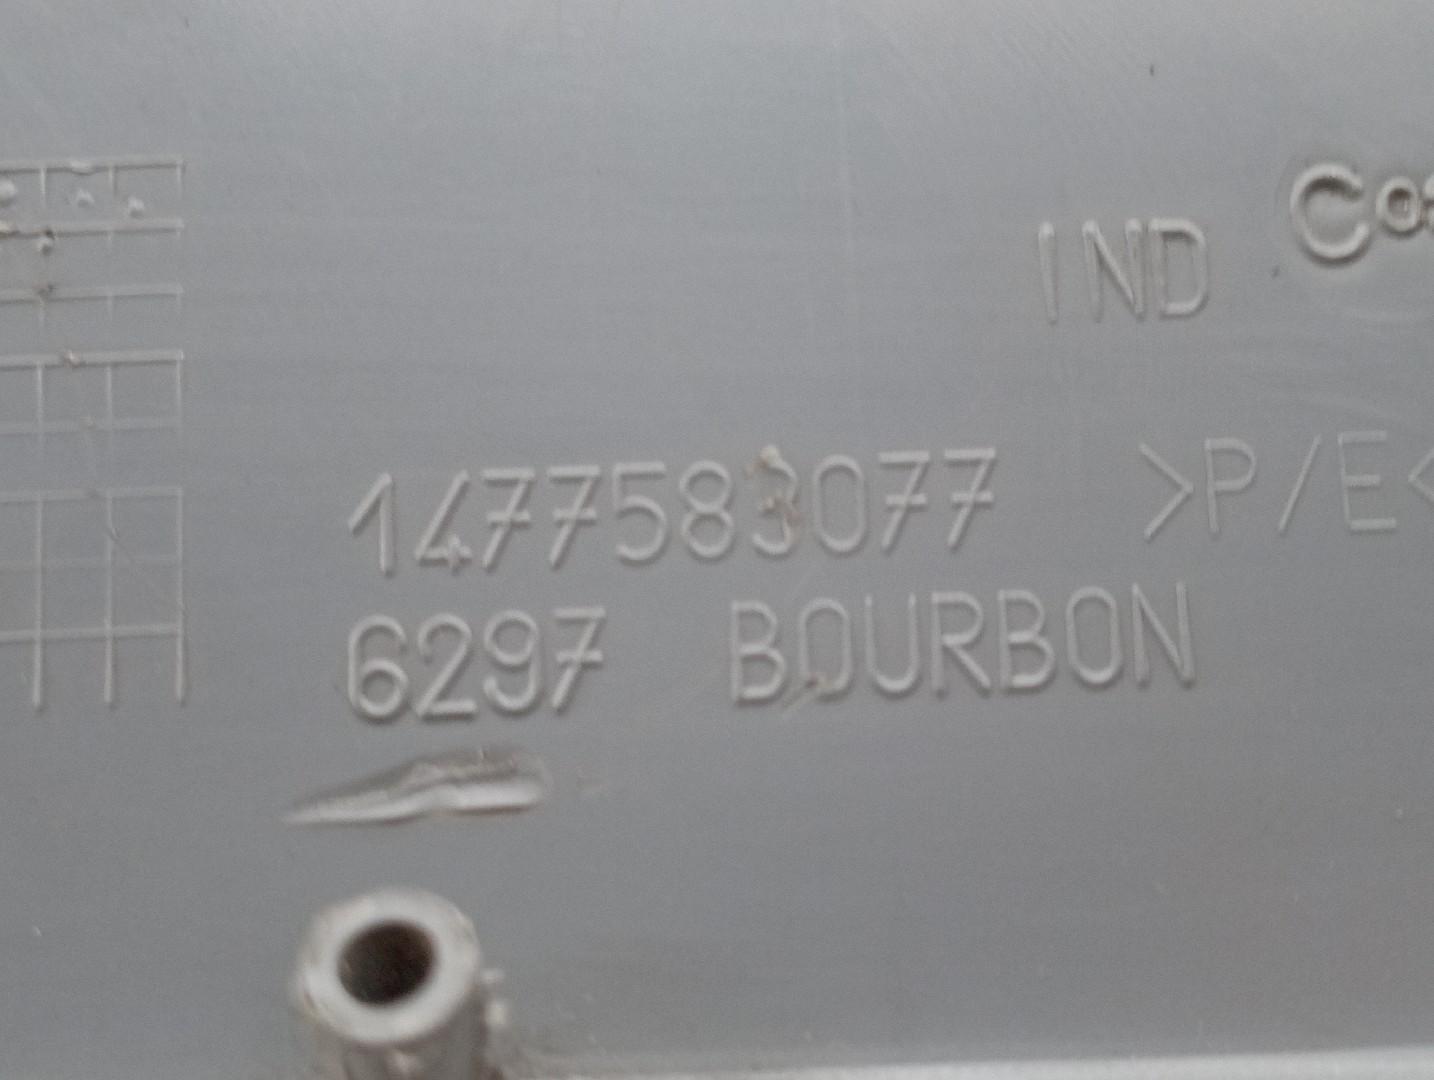 IND
1477583077 >P/E<
6297 BOURBON